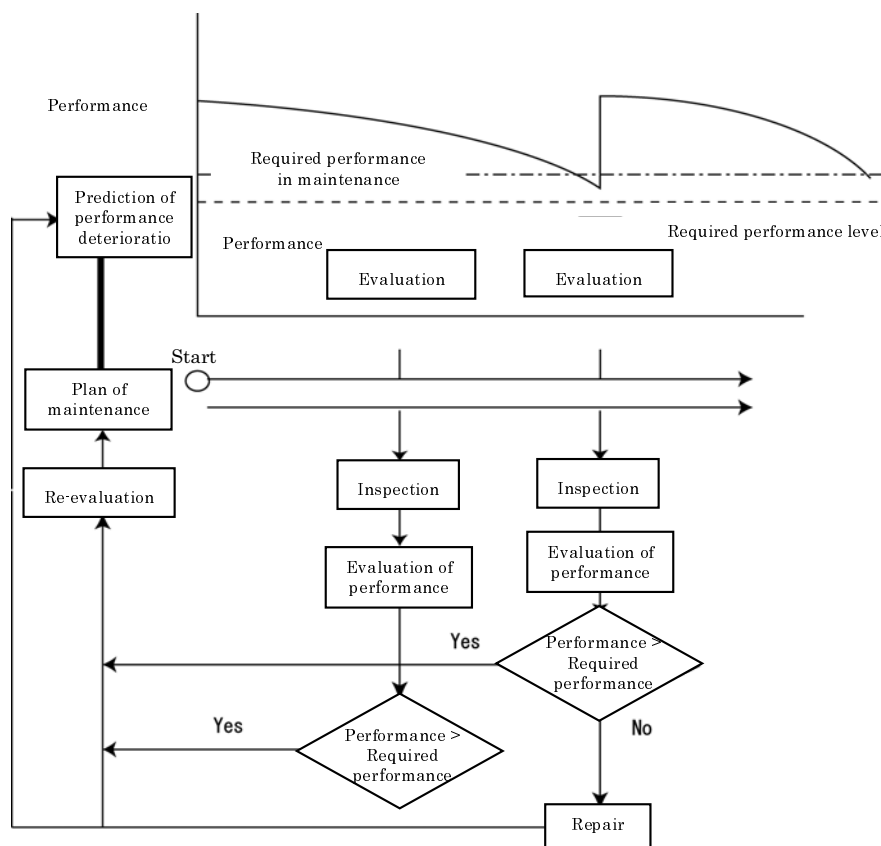 Performance
Required performance
in maintenance
Prediction of
performance
deterioratio
Performance
Required performance level
Evaluation
Evaluation
Start
Plan of
maintenance
Re-evaluation
Inspection
Inspection
Evaluation of
performance
Evaluation of
performance
Yes
Performance >
Required
performance
Yes
No
Performance >
Required
performance
Repair